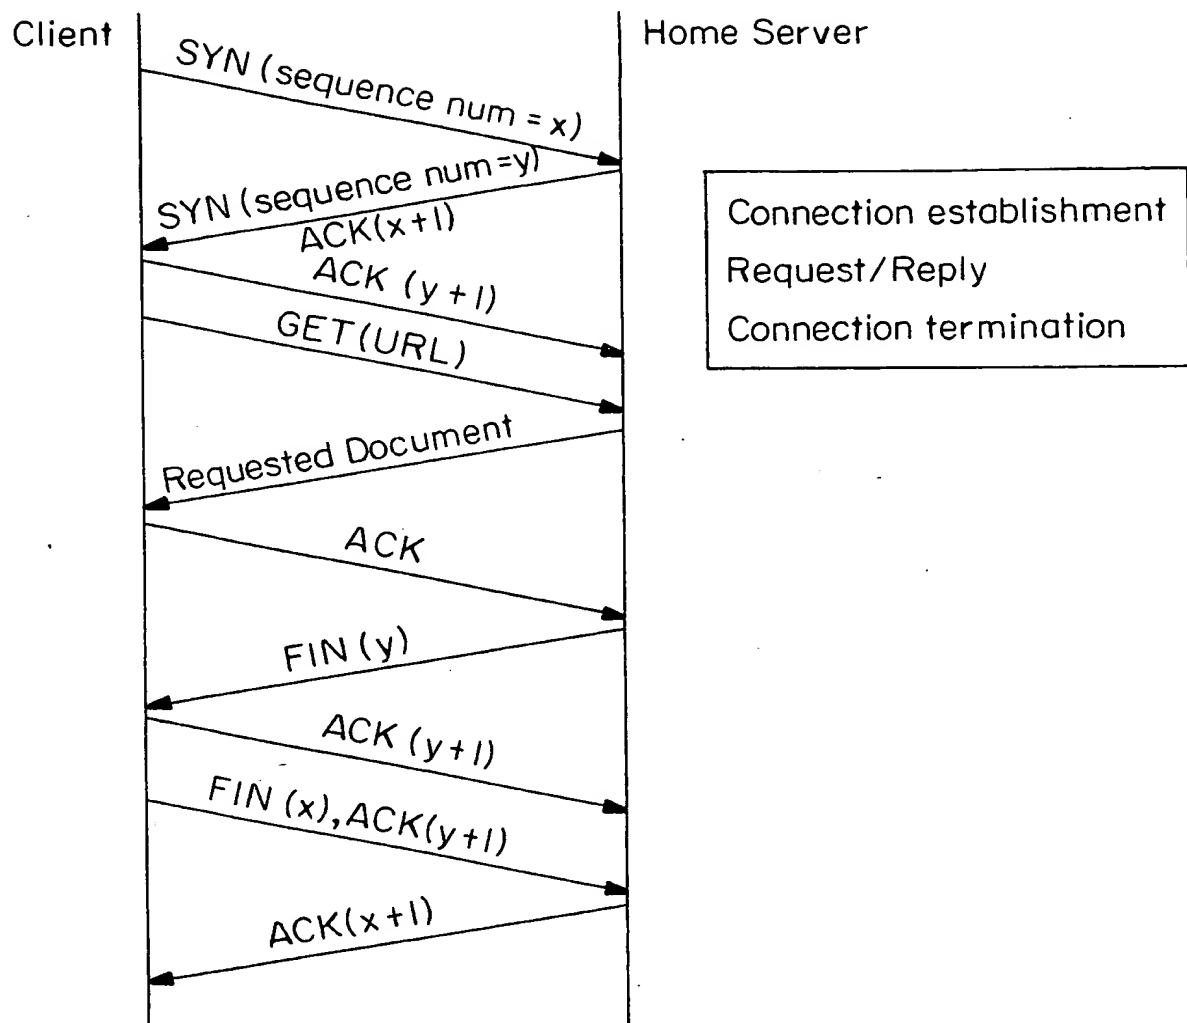 Client
Home Server
SYN (sequence num = x)
SYN (sequence num=y)
ACK(x+1)
ACK (y+1)
GET(URL)
Requested Document
ACK
FIN (y)
ACK (y+1)
FIN (x), ACK(y+1)
ACK(x+1)
Connection establishment
Request/Reply
Connection termination